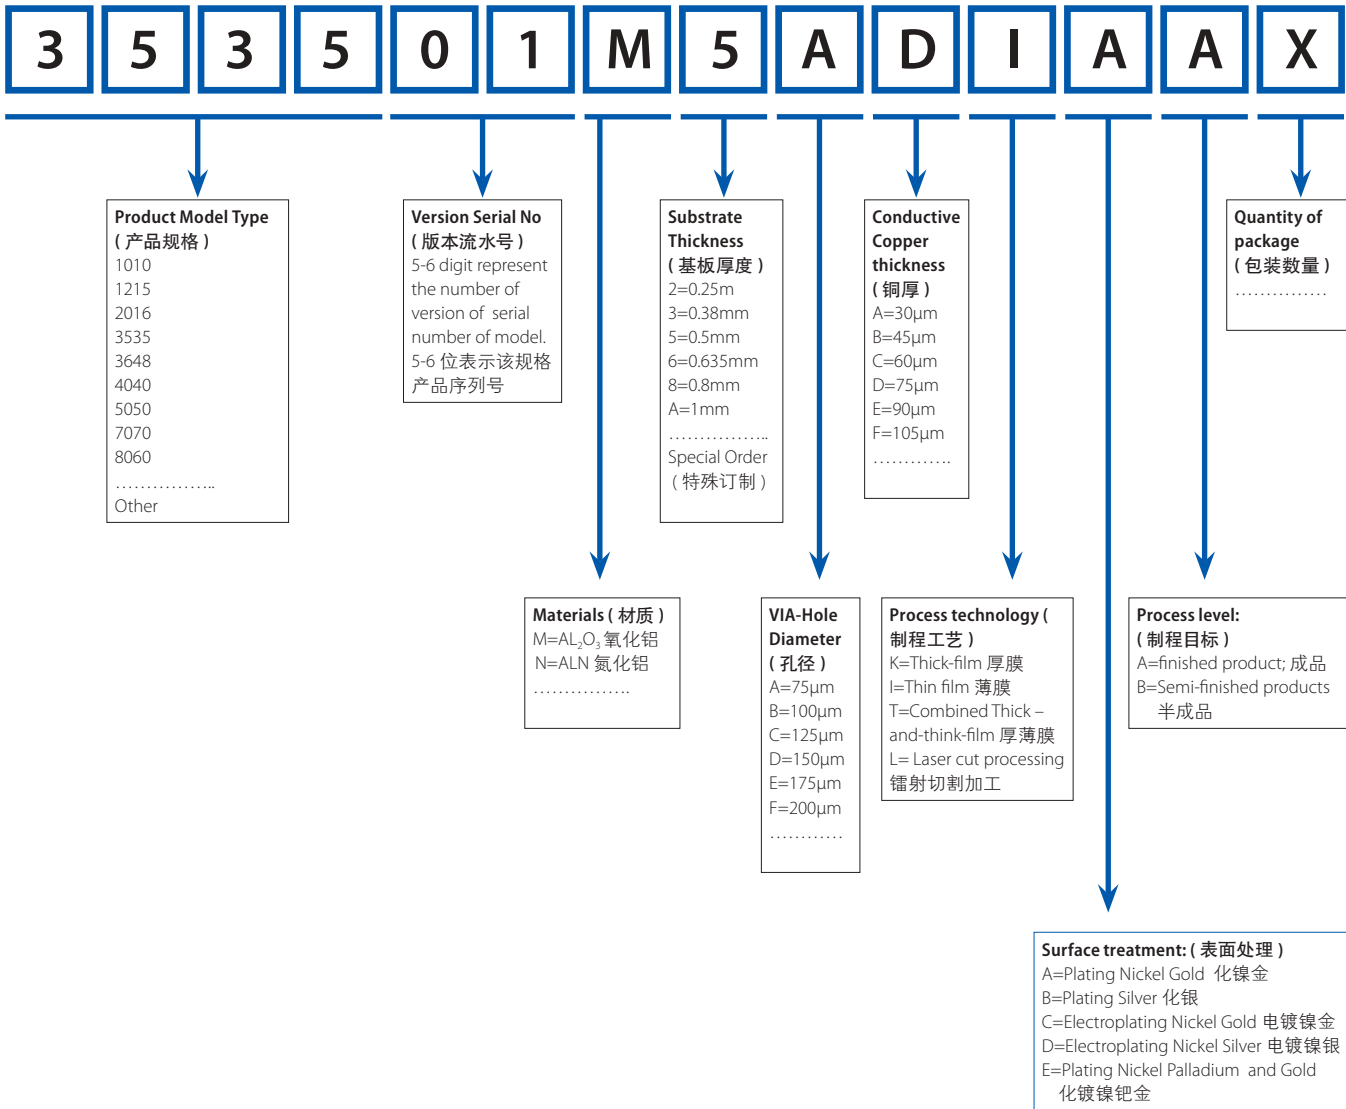 3 5 3 5 0 1 M 5 A D I A A X
Product Model Type
( 产品规格 )
1010
1215
2016
3535
3648
4040
5050
7070
8060
……………..
Other
Version Serial No
( 版本流水号 )
5-6 digit represent
the number of
version of serial
number of model.
5-6 位表示该规格
产品序列号
Substrate
Thickness
( 基板厚度 )
2=0.25m
3=0.38mm
5=0.5mm
6=0.635mm
8=0.8mm
A=1mm
……………..
Special Order
( 特殊订制 )
Conductive
Copper
thickness
( 铜厚 )
A=30μm
B=45μm
C=60μm
D=75μm
E=90μm
F=105μm
………….
Quantity of
package
( 包装数量 )
……………
Materials ( 材质 )
M=AL₂O₃ 氧化铝
N=ALN 氮化铝
…………….
VIA-Hole
Diameter
( 孔径 )
A=75μm
B=100μm
C=125μm
D=150μm
E=175μm
F=200μm
…………
Process technology (
制程工艺 )
K=Thick-film 厚膜
I=Thin film 薄膜
T=Combined Thick –
and-think-film 厚薄膜
L= Laser cut processing
镭射切割加工
Process level:
( 制程目标 )
A=finished product; 成品
B=Semi-finished products
半成品
Surface treatment: ( 表面处理 )
A=Plating Nickel Gold 化镍金
B=Plating Silver 化银
C=Electroplating Nickel Gold 电镀镍金
D=Electroplating Nickel Silver 电镀镍银
E=Plating Nickel Palladium and Gold
化镀镍钯金